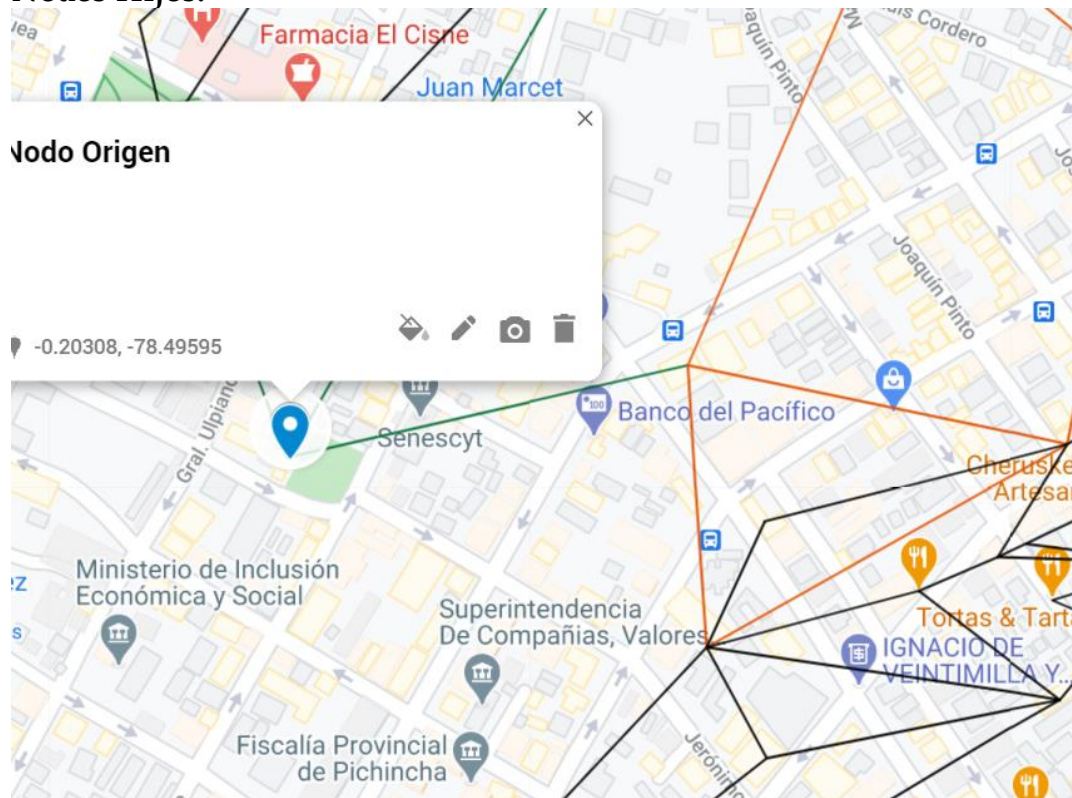 Farmacia El Cisne
Juan Marcet
Luis Cordero
Joaquín Pinto
Nodo Origen
-0.20308, -78.49595
Joaquín Pinto
Gral. Ulpiano
Banco del Pacífico
Senescyt
Ministerio de Inclusión
Económica y Social
Superintendencia
De Compañias, Valores
Tortas & Tarta
IGNACIO DE
VEINTIMILLA Y...
Fiscalía Provincial
de Pichincha
Jerónimo